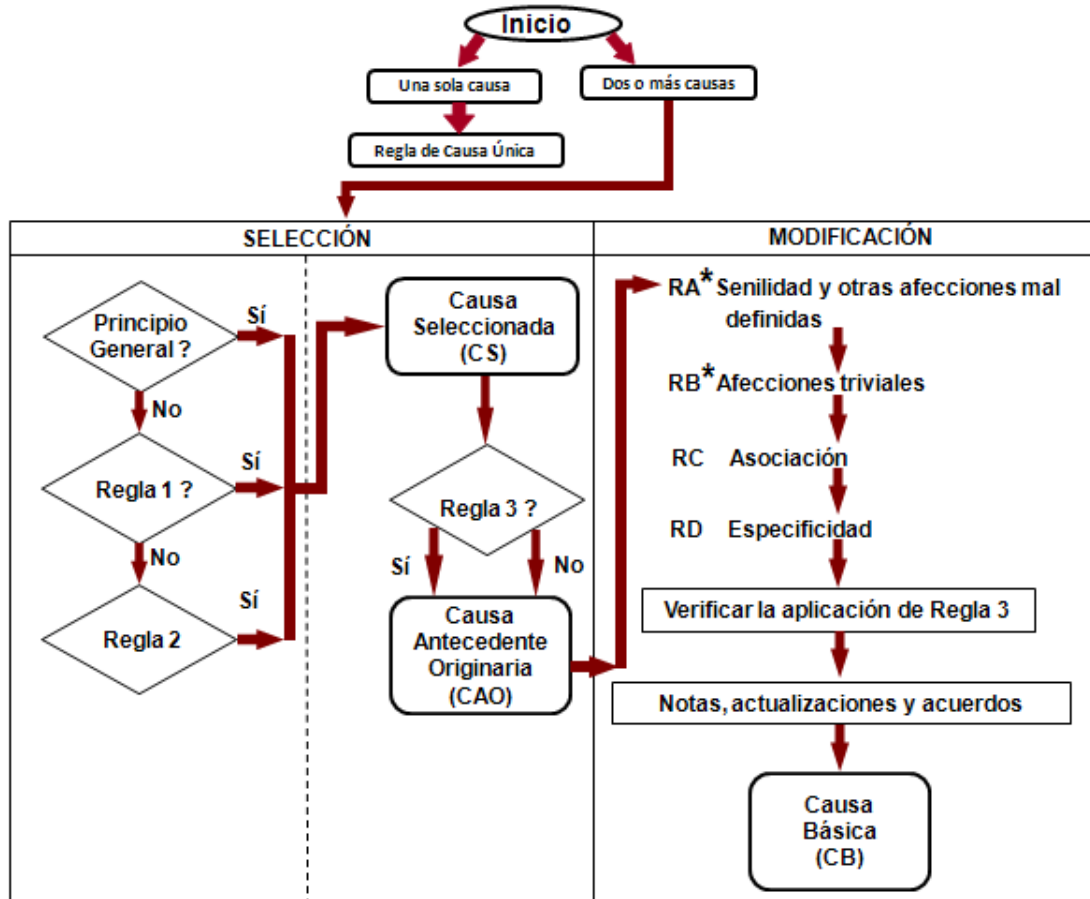 Inicio
Una sola causa
Dos o más causas
Regla de Causa Única
SELECCIÓN
MODIFICACIÓN
Principio
General ?
Sí
No
Regla 1 ?
Sí
No
Regla 2
Sí
Causa
Seleccionada
(CS)
Regla 3 ?
Sí
No
Causa
Antecedente
Originaria
(CAO)
RA* Senilidad y otras afecciones mal
definidas
RB* Afecciones triviales
RC Asociación
RD Especificidad
Verificar la aplicación de Regla 3
Notas, actualizaciones y acuerdos
Causa
Básica
(CB)